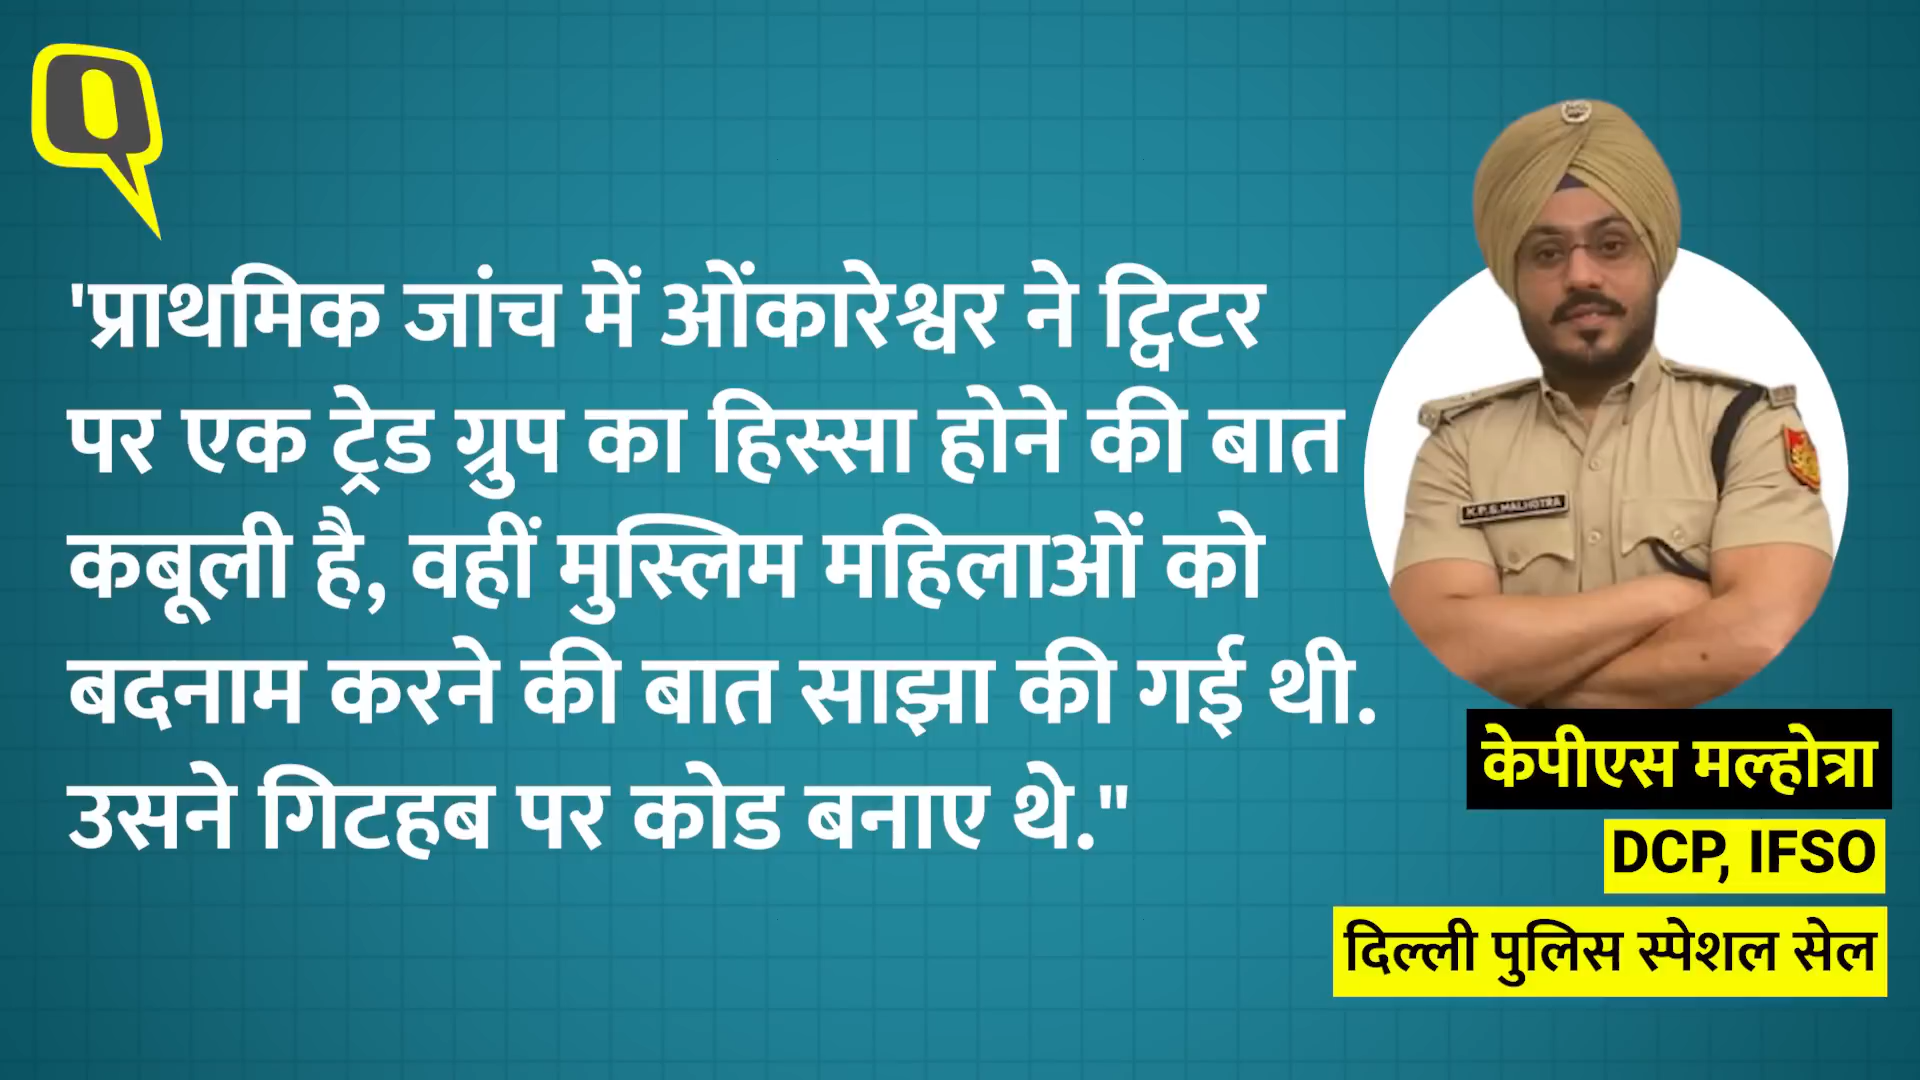 'प्राथमिक जांच में ओंकारेश्वर ने ट्विटर
पर एक ट्रेड ग्रुप का हिस्सा होने की बात
कबूली है, वहीं मुस्लिम महिलाओं को
बदनाम करने की बात साझा की गई थी.
उसने गिटहब पर कोड बनाए थे."
K.P.S.MALHOTRA
केपीएस मल्होत्रा
DCP, IFSO
दिल्ली पुलिस स्पेशल सेल